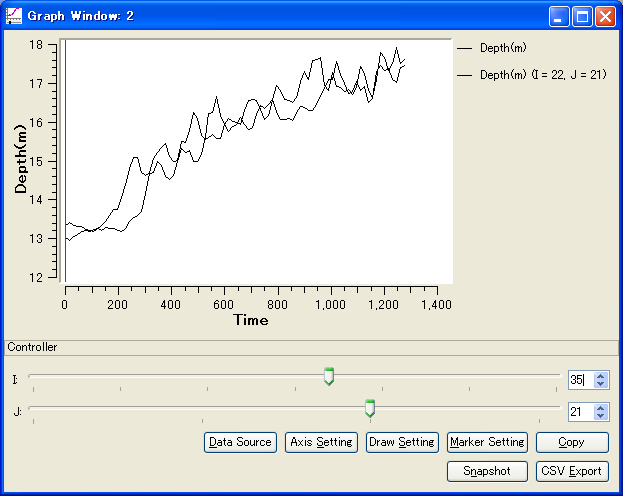 Graph Window: 2
18
17
16
15
14
13
12
Depth(m)
0 200 400 600 800 1,000 1,200 1,400
Time
Depth(m)
Depth(m) (I = 22, J = 21)
Controller
I: 35
J: 21
Data Source Axis Setting Draw Setting Marker Setting Copy
Snapshot CSV Export